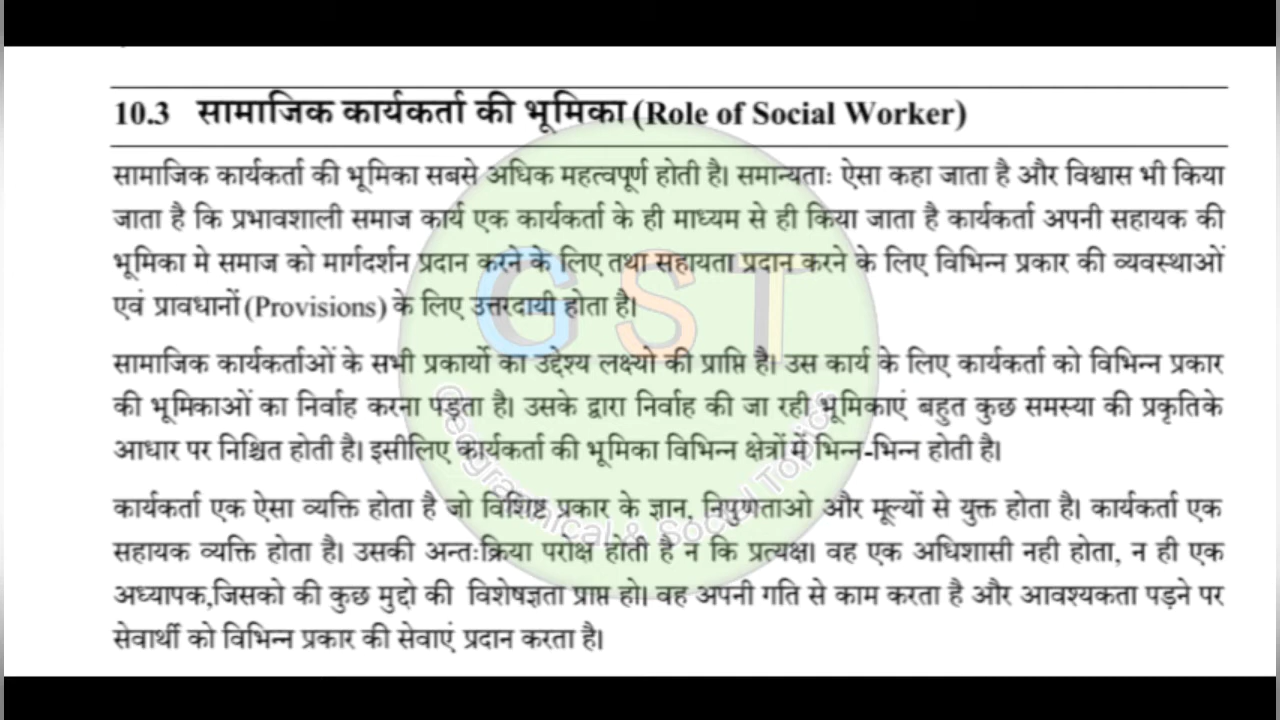 10.3 सामाजिक कार्यकर्ता की भूमिका (Role of Social Worker)
सामाजिक कार्यकर्ता की भूमिका सबसे अधिक महत्वपूर्ण होती है। समान्यताः ऐसा कहा जाता है और विश्वास भी किया
जाता है कि प्रभावशाली समाज कार्य एक कार्यकर्ता के ही माध्यम से ही किया जाता है कार्यकर्ता अपनी सहायक की
भूमिका मे समाज को मार्गदर्शन प्रदान करने के लिए तथा सहायता प्रदान करने के लिए विभिन्न प्रकार की व्यवस्थाओं
एवं प्रावधानों (Provisions) के लिए उत्तरदायी होता है।
सामाजिक कार्यकर्ताओं के सभी प्रकार्यो का उद्देश्य लक्ष्यो की प्राप्ति है। उस कार्य के लिए कार्यकर्ता को विभिन्न प्रकार
की भूमिकाओं का निर्वाह करना पड़ता है। उसके द्वारा निर्वाह की जा रही भूमिकाएं बहुत कुछ समस्या की प्रकृतिके
आधार पर निश्चित होती है। इसीलिए कार्यकर्ता की भूमिका विभिन्न क्षेत्रों में भिन्न-भिन्न होती है।
कार्यकर्ता एक ऐसा व्यक्ति होता है जो विशिष्ट प्रकार के ज्ञान, निपुणताओ और मूल्यों से युक्त होता है। कार्यकर्ता एक
सहायक व्यक्ति होता है। उसकी अन्तःक्रिया परोक्ष होती है न कि प्रत्यक्ष। वह एक अधिशासी नही होता, न ही एक
अध्यापक,जिसको की कुछ मुद्दो की विशेषज्ञता प्राप्त हो। वह अपनी गति से काम करता है और आवश्यकता पड़ने पर
सेवार्थी को विभिन्न प्रकार की सेवाएं प्रदान करता है।
GST
& Social Topics